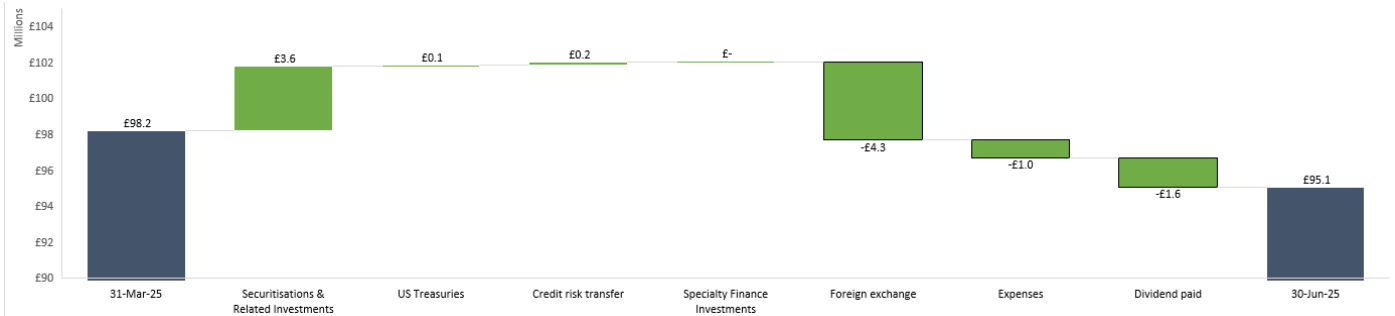 Millions
£104
£102
£100
£98
£96
£94
£92
£90
£98.2
£3.6
£0.1
£0.2
£-
-£4.3
-£1.0
-£1.6
£95.1
31-Mar-25
Securitisations &
Related Investments
US Treasuries
Credit risk transfer
Specialty Finance
Investments
Foreign exchange
Expenses
Dividend paid
30-Jun-25